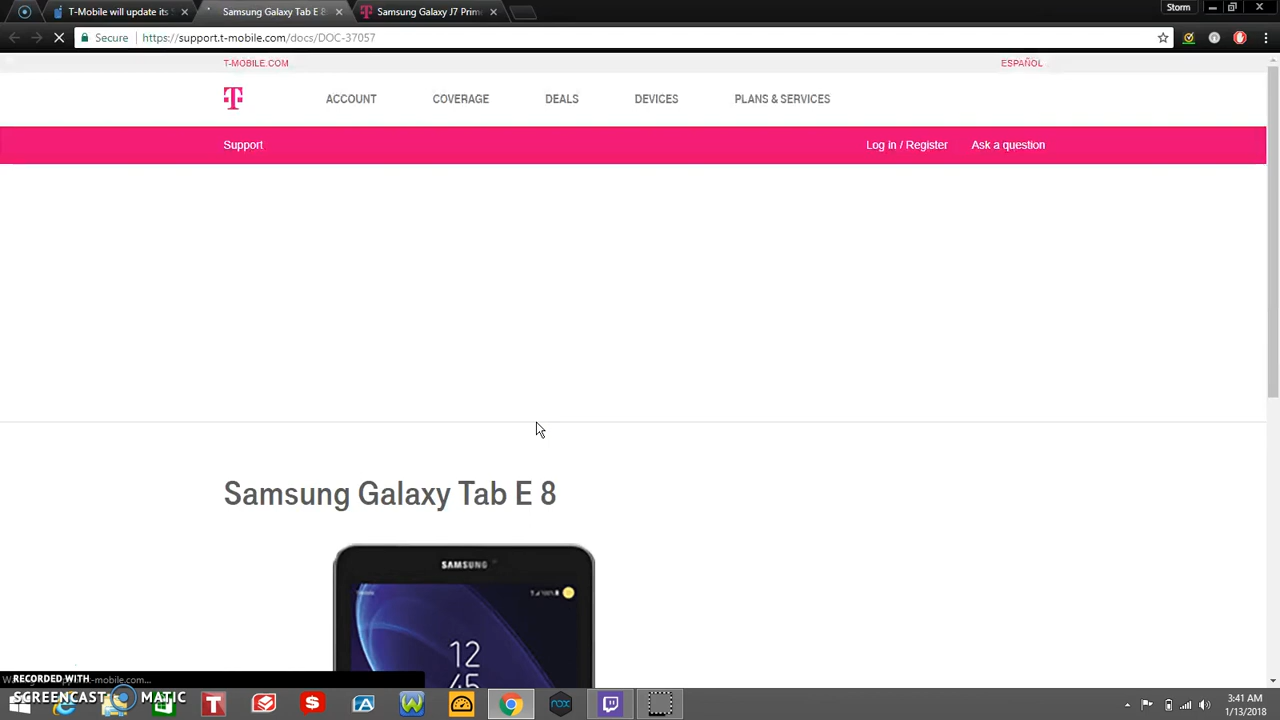 Storm
T-Mobile will update its
Samsung Galaxy Tab E 8
Samsung Galaxy J7 Prime
Secure
https://support.t-mobile.com/docs/DOC-37057
T-MOBILE.COM
ESPAÑOL
ACCOUNT
COVERAGE
DEALS
DEVICES
PLANS & SERVICES
Support
Log in / Register
Ask a question
Samsung Galaxy Tab E 8
SAMSUNG
12
45
RECORDED WITH
SCREENCAST MATIC
3:41 AM
1/13/2018